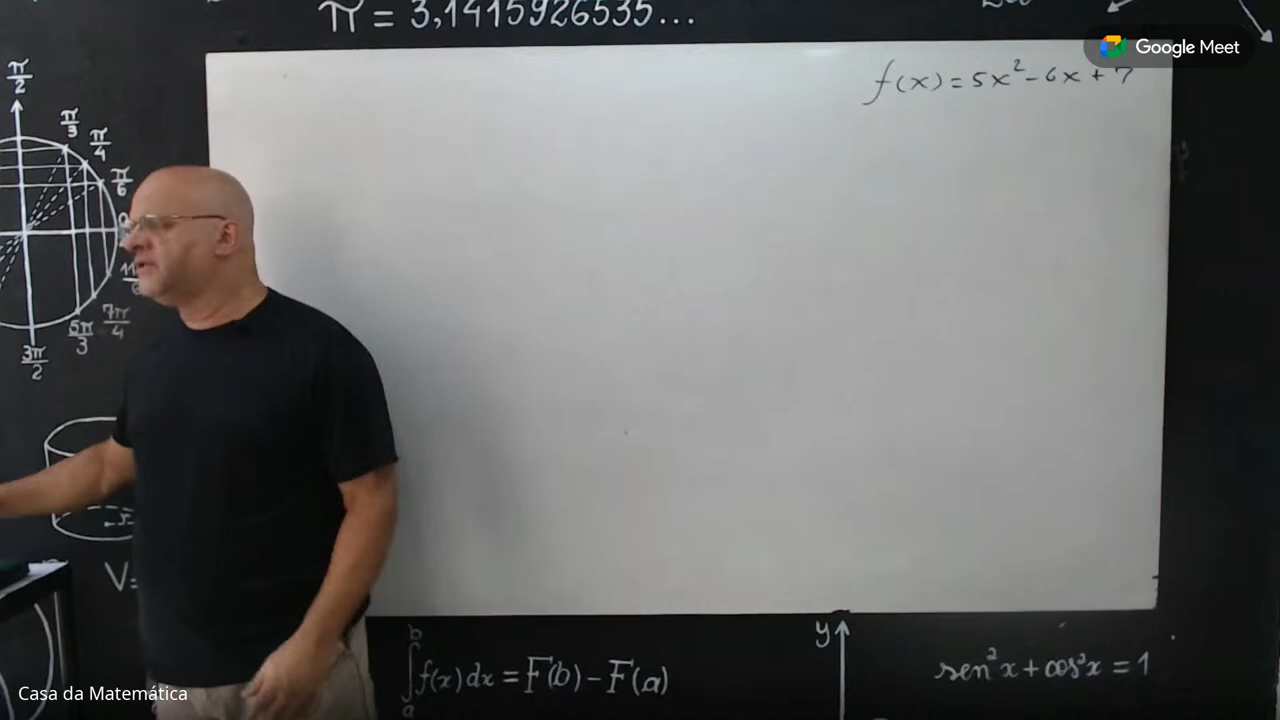 π = 3,1415926535...
Google Meet
f(x) = 5x² - 6x + 7
π/2
π/3
π/4
π/6
7π/4
5π/3
3π/2
V=
y
b
∫f(x)dx = F(b) - F(a)
a
sen²x + cos²x = 1
Casa da Matemática